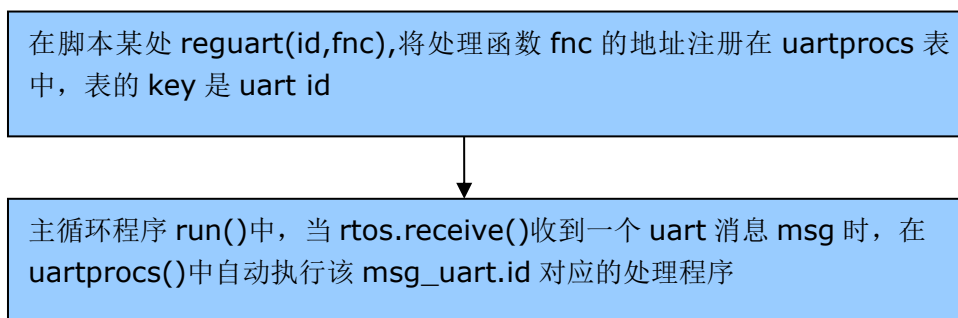 在脚本某处 reguart(id,fnc),将处理函数 fnc 的地址注册在 uartprocs 表
中，表的 key 是 uart id
主循环程序 run()中，当 rtos.receive()收到一个 uart 消息 msg 时，在
uartprocs()中自动执行该 msg_uart.id 对应的处理程序